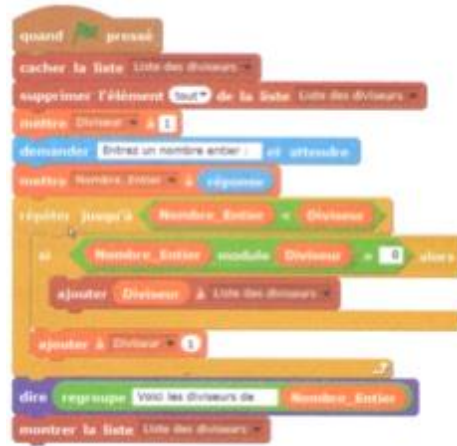 quand pressé
cacher la liste Liste des diviseurs
supprimer l'élément tout de la liste Liste des diviseurs
mettre Diviseur à 1
demander Entrez un nombre entier : et attendre
mettre Nombre_Entier à réponse
répéter jusqu'à Nombre_Entier < Diviseur
si Nombre_Entier modulo Diviseur = 0 alors
ajouter Diviseur à Liste des diviseurs
ajouter à Diviseur 1
dire regroupe Voici les diviseurs de Nombre_Entier
montrer la liste Liste des diviseurs